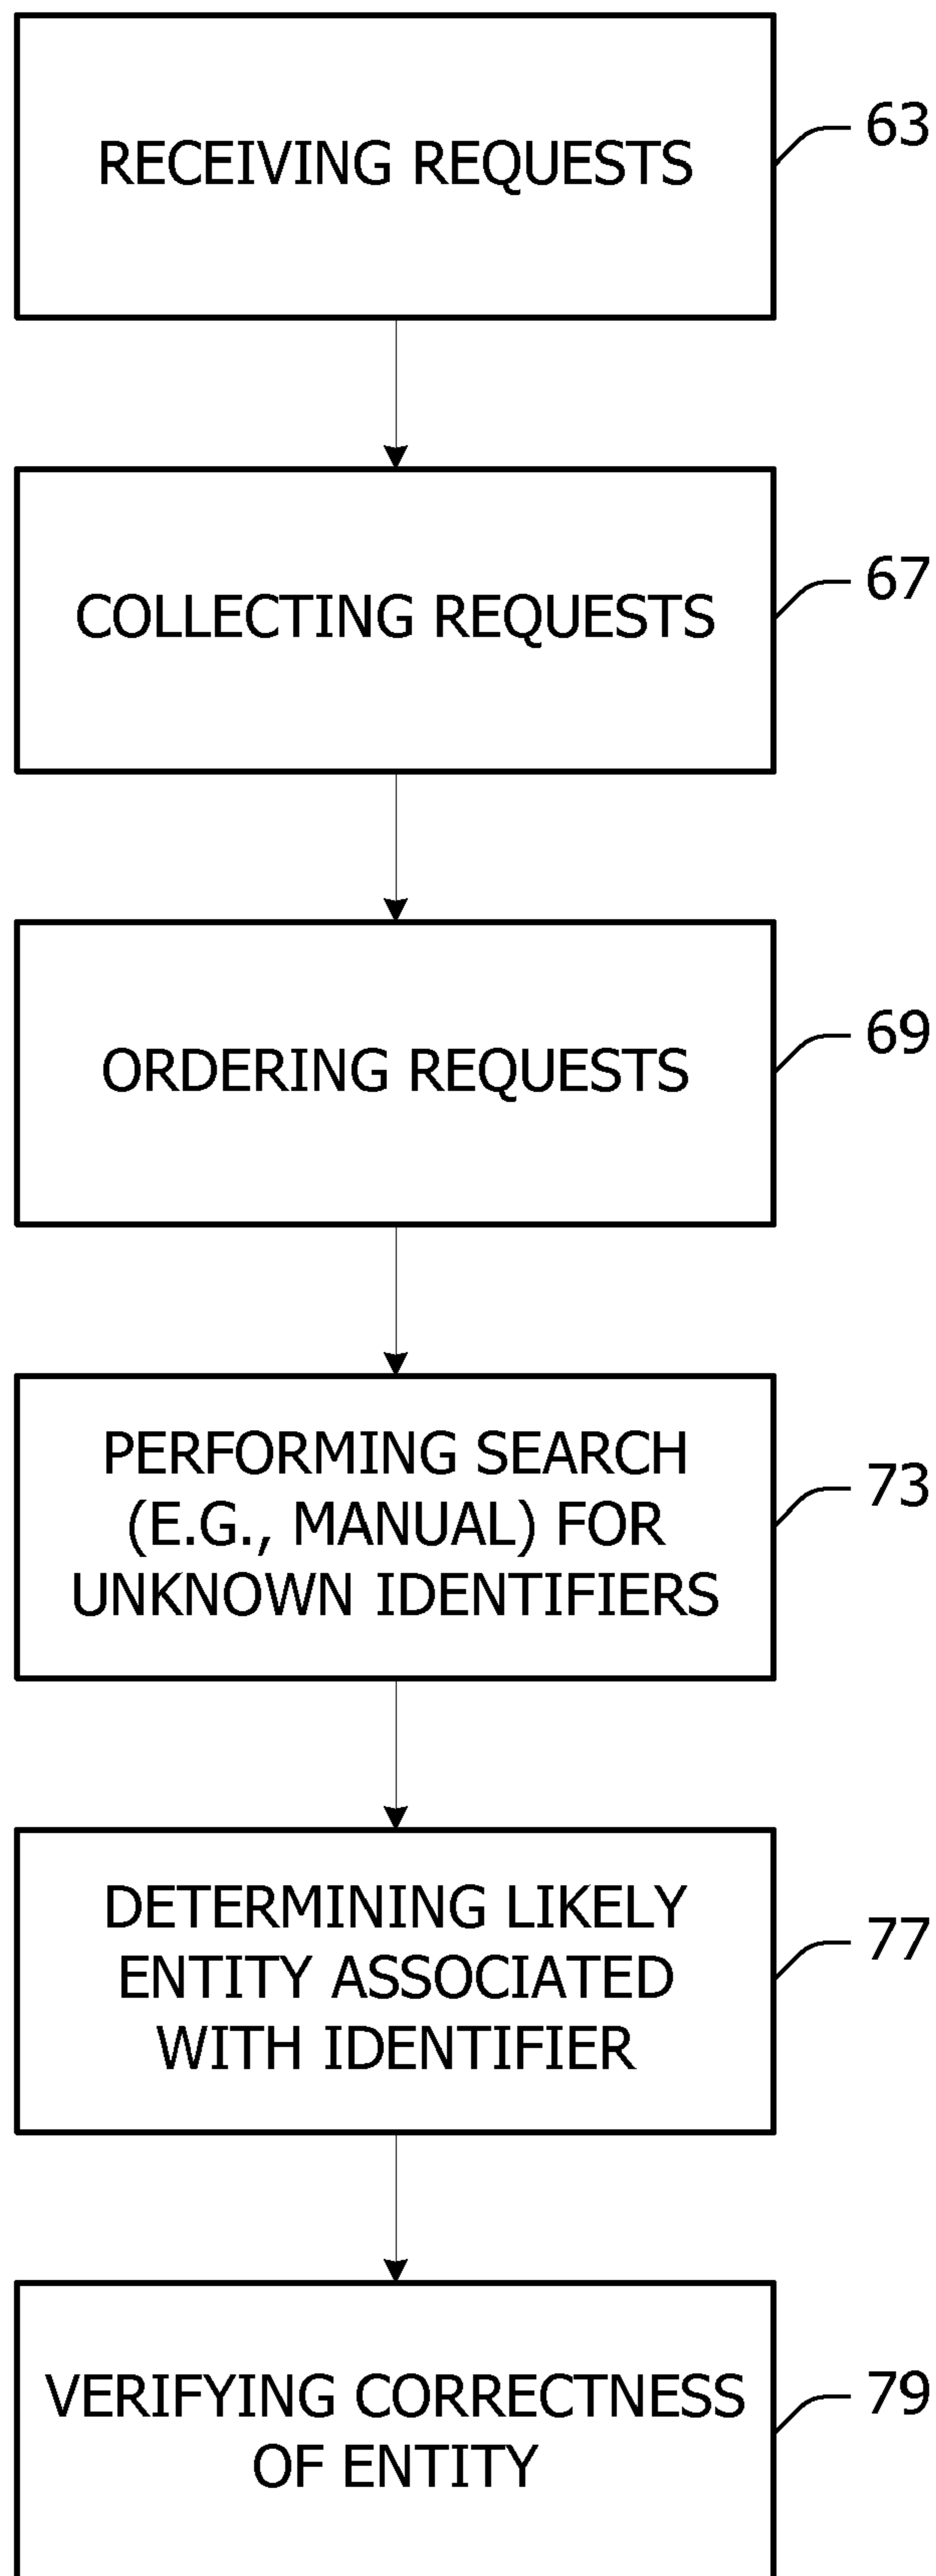 RECEIVING REQUESTS
63
COLLECTING REQUESTS
67
ORDERING REQUESTS
69
PERFORMING SEARCH
(E.G., MANUAL) FOR
UNKNOWN IDENTIFIERS
73
DETERMINING LIKELY
ENTITY ASSOCIATED
WITH IDENTIFIER
77
VERIFYING CORRECTNESS
OF ENTITY
79